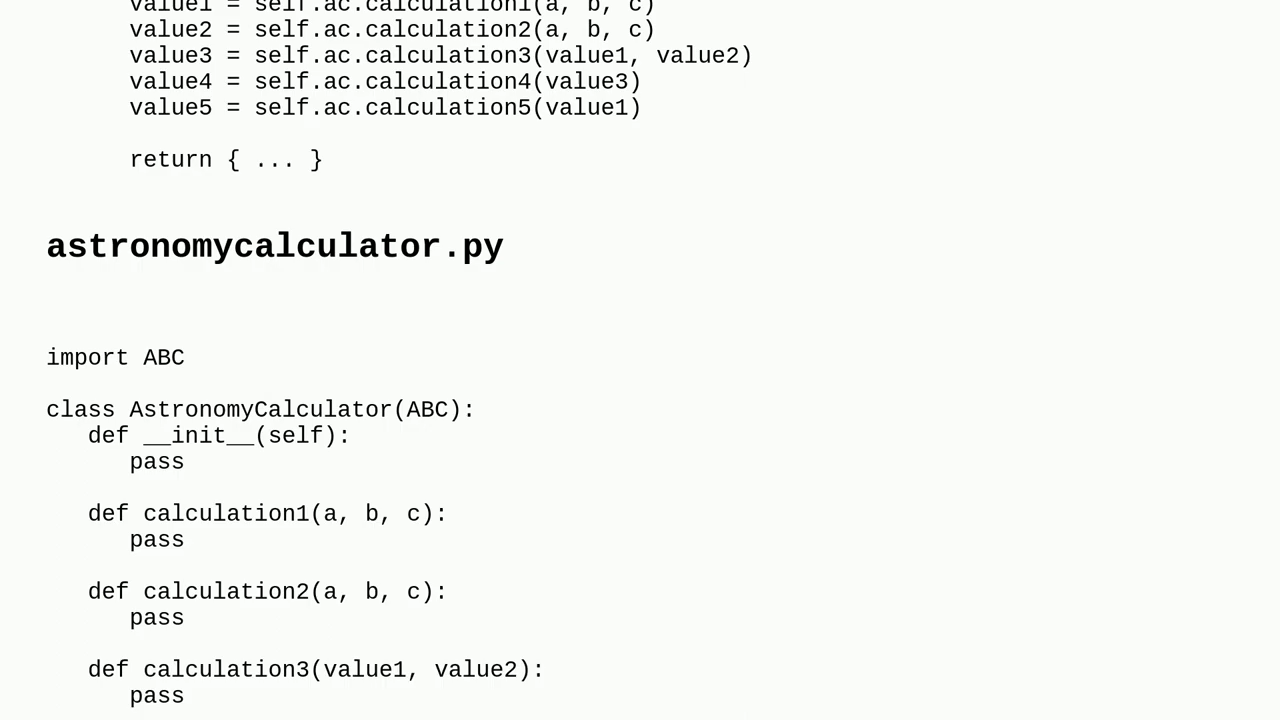 value1 = self.ac.calculation1(a, b, c)
value2 = self.ac.calculation2(a, b, c)
value3 = self.ac.calculation3(value1, value2)
value4 = self.ac.calculation4(value3)
value5 = self.ac.calculation5(value1)
return { ... }
astronomycalculator.py
import ABC
class AstronomyCalculator(ABC):
def __init__(self):
pass
def calculation1(a, b, c):
pass
def calculation2(a, b, c):
pass
def calculation3(value1, value2):
pass